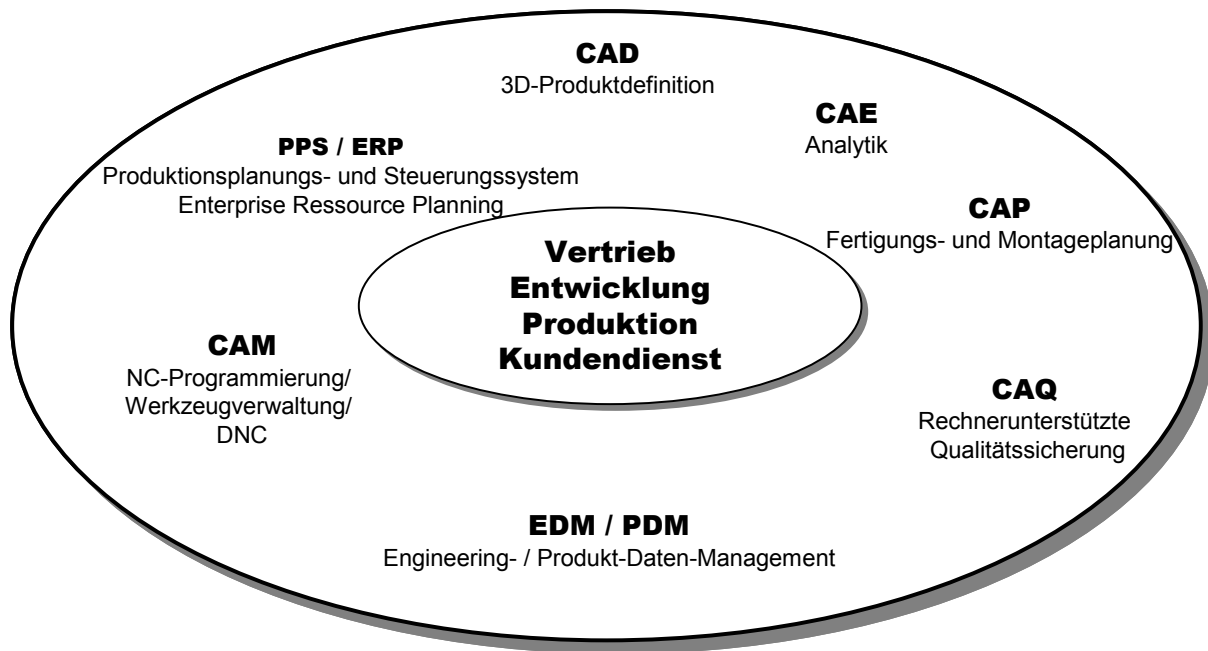 CAD
3D-Produktdefinition
CAE
Analytik
PPS / ERP
Produktionsplanungs- und Steuerungssystem
Enterprise Ressource Planning
CAP
Fertigungs- und Montageplanung
Vertrieb
Entwicklung
Produktion
Kundendienst
CAM
NC-Programmierung/
Werkzeugverwaltung/
DNC
CAQ
Rechnerunterstützte
Qualitätssicherung
EDM / PDM
Engineering- / Produkt-Daten-Management